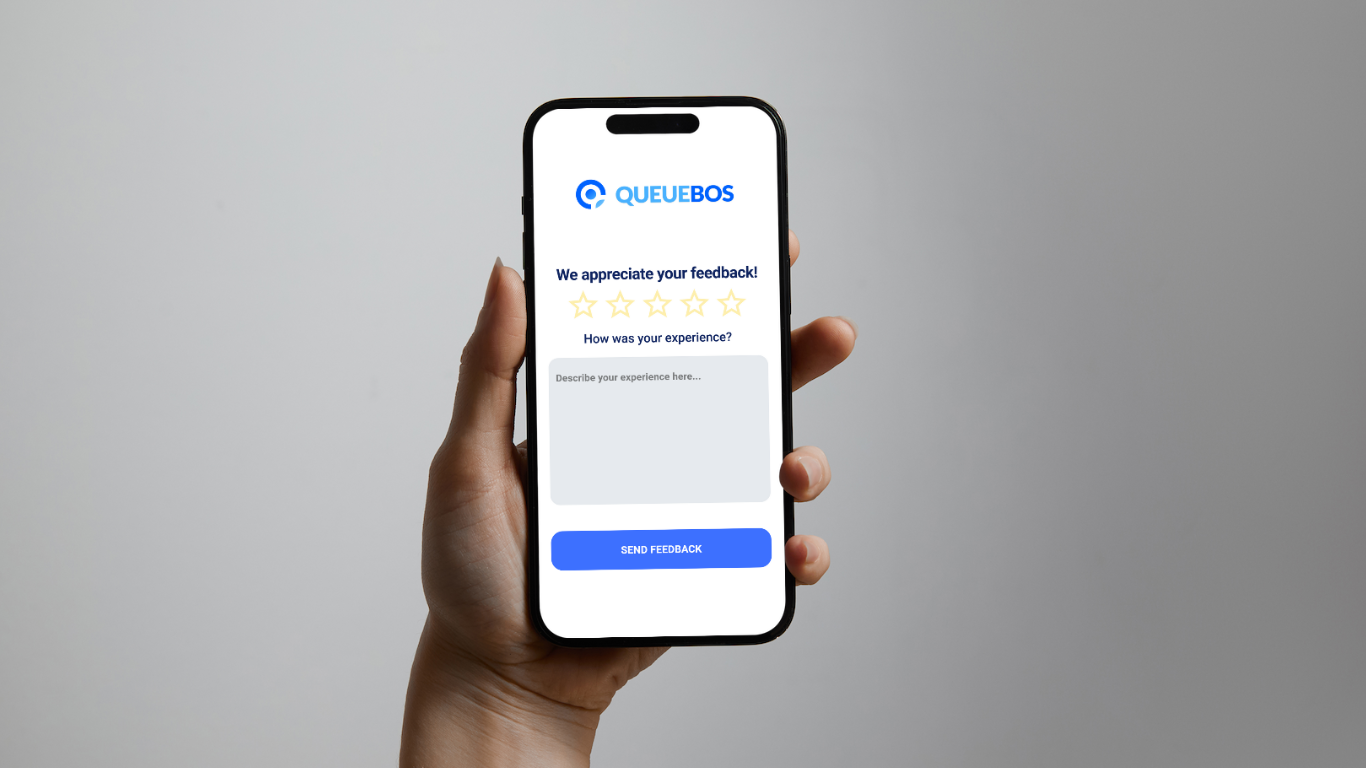 QUEUEBOS
We appreciate your feedback!
How was your experience?
Describe your experience here...
SEND FEEDBACK